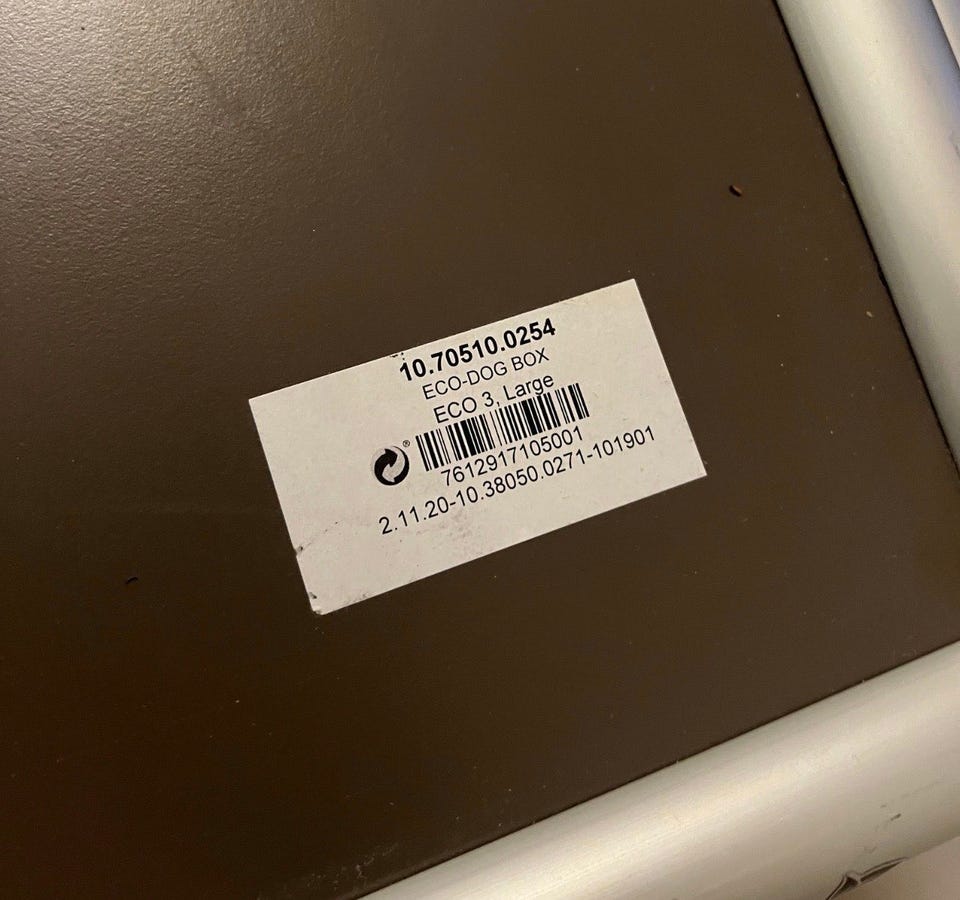 10.70510.0254
ECO-DOG BOX
ECO 3, Large
®
7612917105001
2.11.20-10.38050.0271-101901